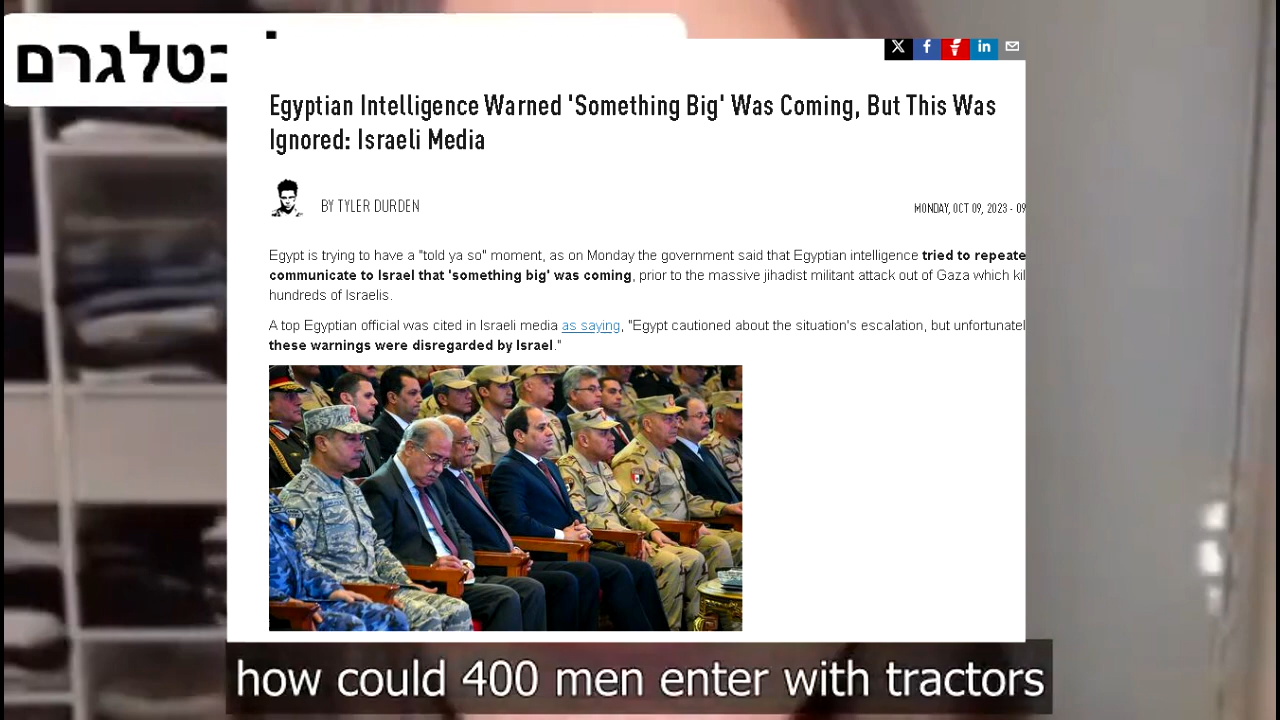 בטלגרם
Egyptian Intelligence Warned 'Something Big' Was Coming, But This Was
Ignored: Israeli Media
BY TYLER DURDEN
MONDAY, OCT 09, 2023 - 09
Egypt is trying to have a "told ya so" moment, as on Monday the government said that Egyptian intelligence tried to repeate
communicate to Israel that 'something big' was coming, prior to the massive jihadist militant attack out of Gaza which kil
hundreds of Israelis.
A top Egyptian official was cited in Israeli media as saying, "Egypt cautioned about the situation's escalation, but unfortunatel
these warnings were disregarded by Israel."
how could 400 men enter with tractors